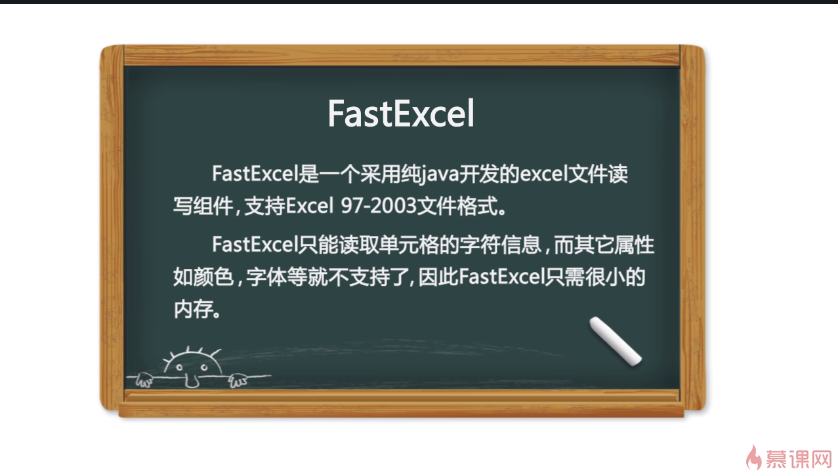 FastExcel
FastExcel是一个采用纯java开发的excel文件读
写组件,支持Excel 97-2003文件格式。
FastExcel只能读取单元格的字符信息,而其它属性
如颜色,字体等就不支持了,因此FastExcel只需很小的
内存。
慕课网